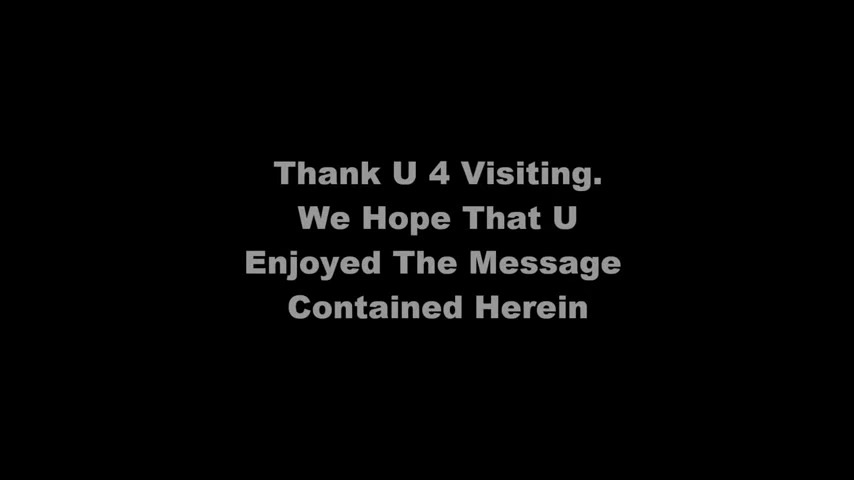 Thank U 4 Visiting.
We Hope That U
Enjoyed The Message
Contained Herein